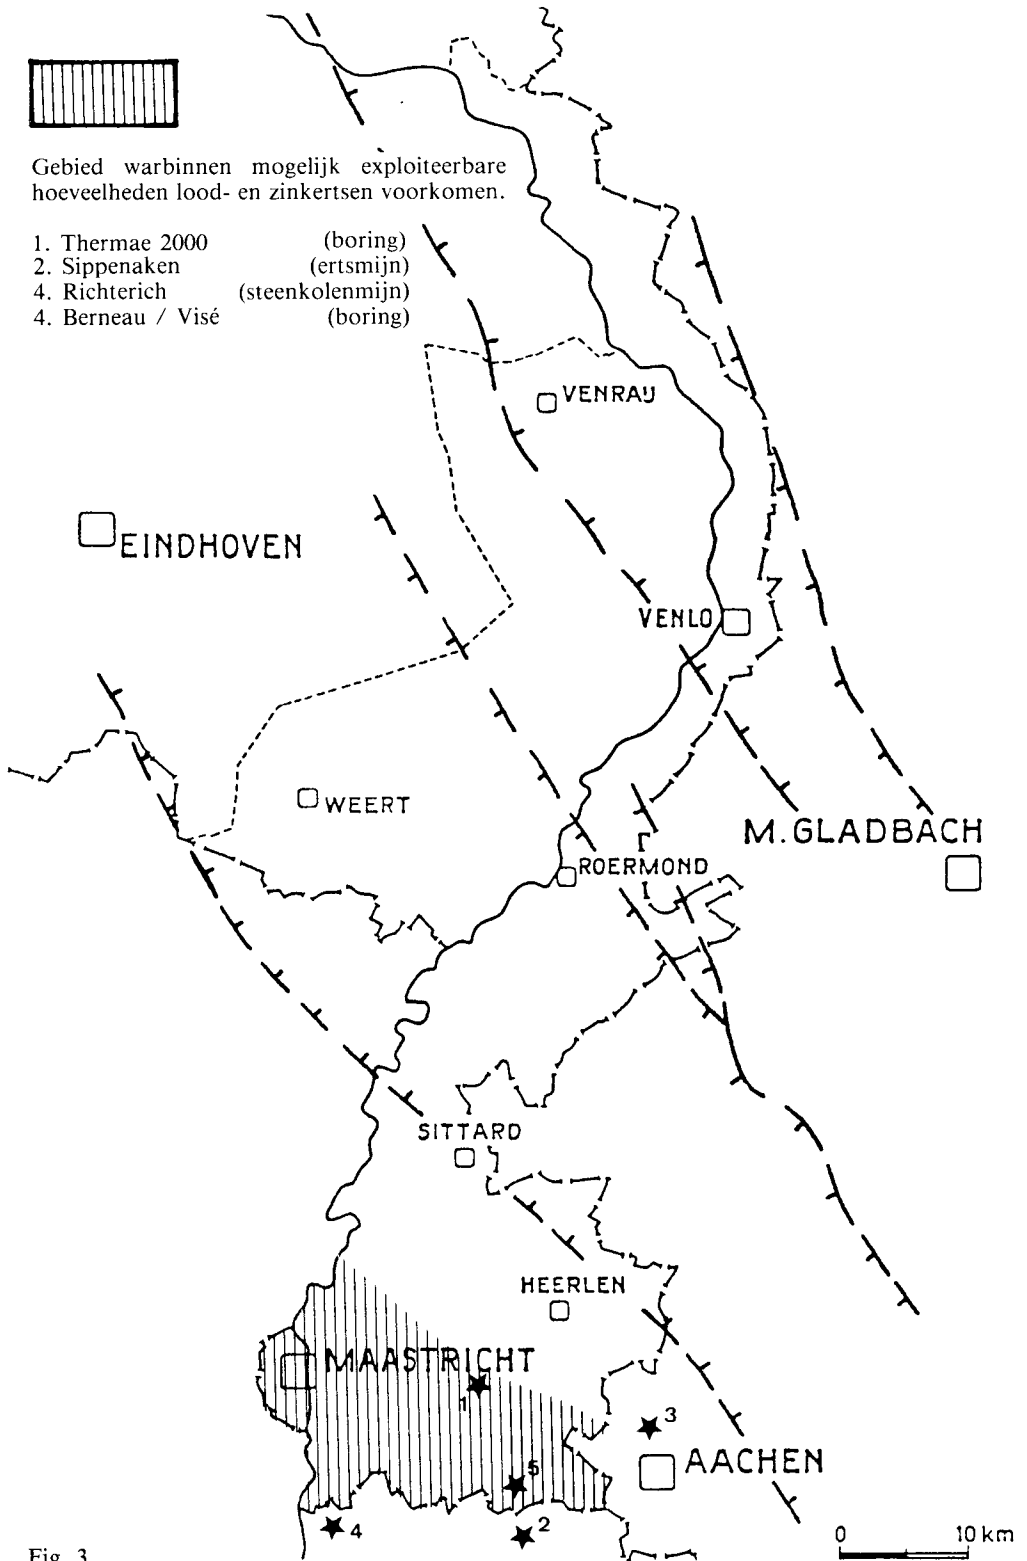 Gebied warbinnen mogelijk exploiteerbare
hoeveelheden lood- en zinkertsen voorkomen.
1. Thermae 2000 (boring)
2. Sippenaken (ertsmijn)
4. Richterich (steenkolenmijn)
4. Berneau / Visé (boring)
VENRAIJ
EINDHOVEN
VENLO
WEERT
M.GLADBACH
ROERMOND
SITTARD
HEERLEN
MAASTRICHT
1
3
AACHEN
5
4
2
0 10 km
Fig. 3